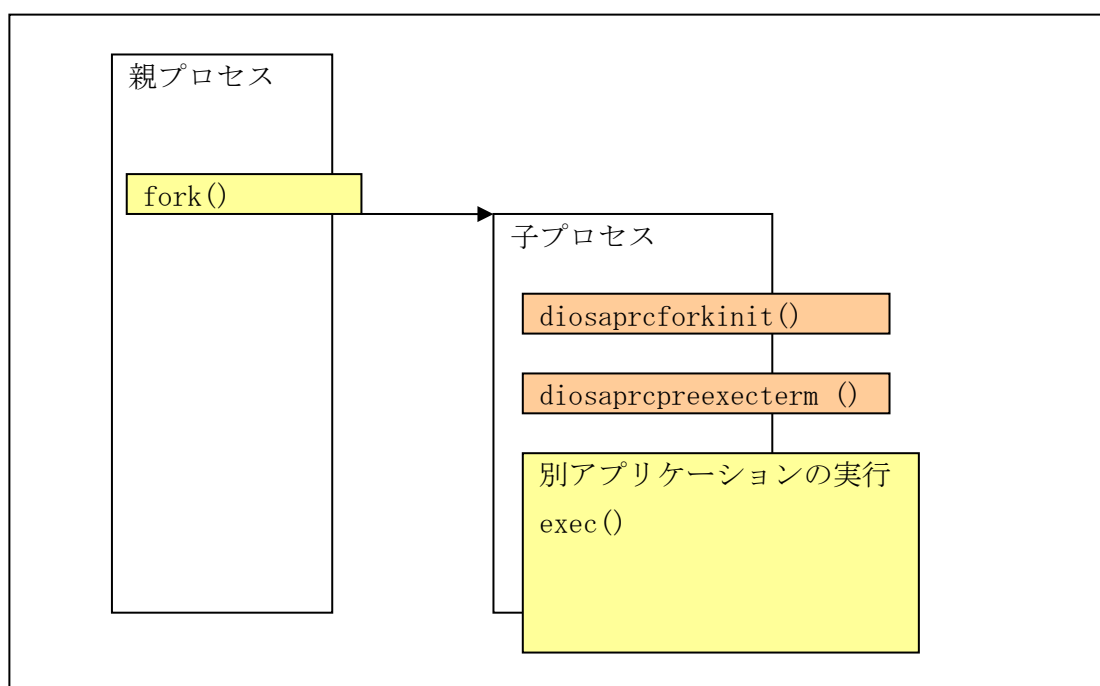 親プロセス
fork()
子プロセス
diosaprcforkinit()
diosaprcpreexecterm ()
別アプリケーションの実行
exec()